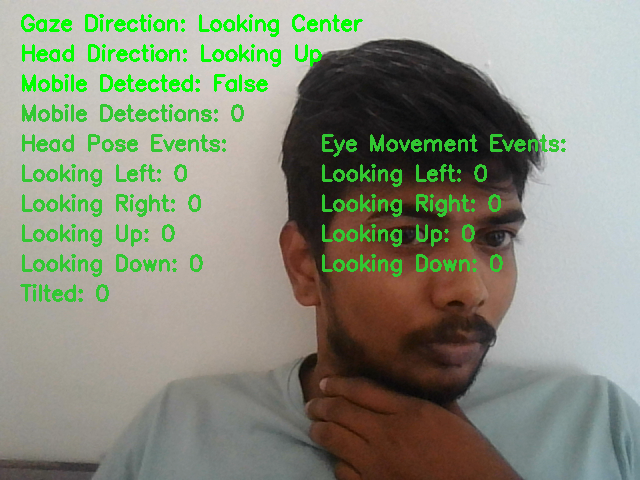 Gaze Direction: Looking Center
Head Direction: Looking Up
Mobile Detected: False
Mobile Detections: 0
Head Pose Events:
Looking Left: 0
Looking Right: 0
Looking Up: 0
Looking Down: 0
Tilted: 0
Eye Movement Events:
Looking Left: 0
Looking Right: 0
Looking Up: 0
Looking Down: 0